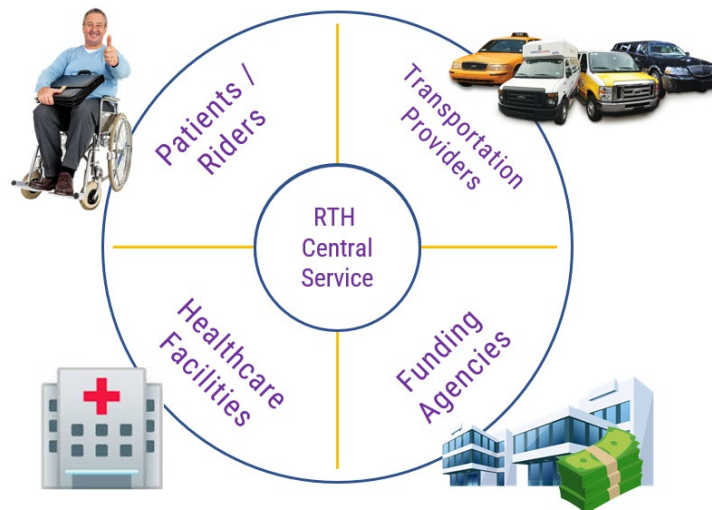 Patients /
Riders
Transportation
Providers
RTH
Central
Service
Healthcare
Facilities
Funding
Agencies